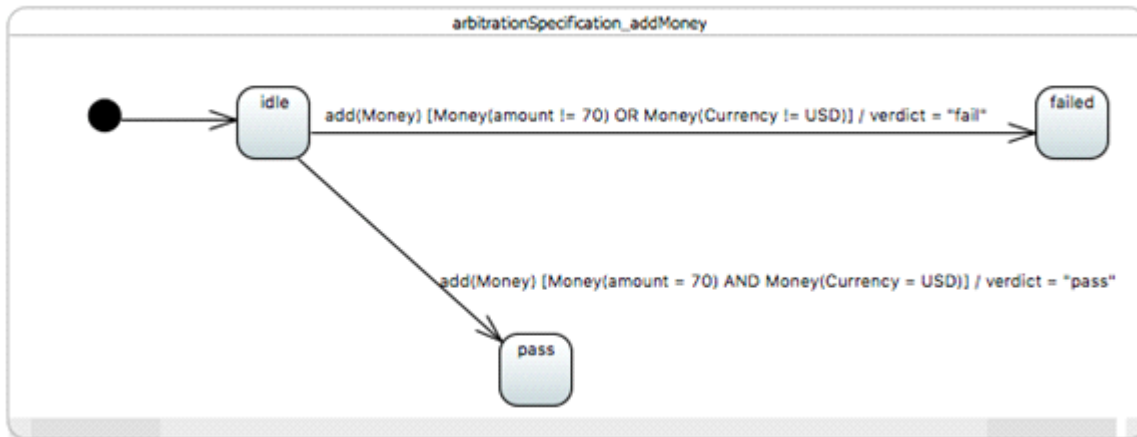 arbitrationSpecification_addMoney
idle
add(Money) [Money(amount != 70) OR Money(Currency != USD)] / verdict = "fail"
failed
add(Money) [Money(amount = 70) AND Money(Currency = USD)] / verdict = "pass"
pass